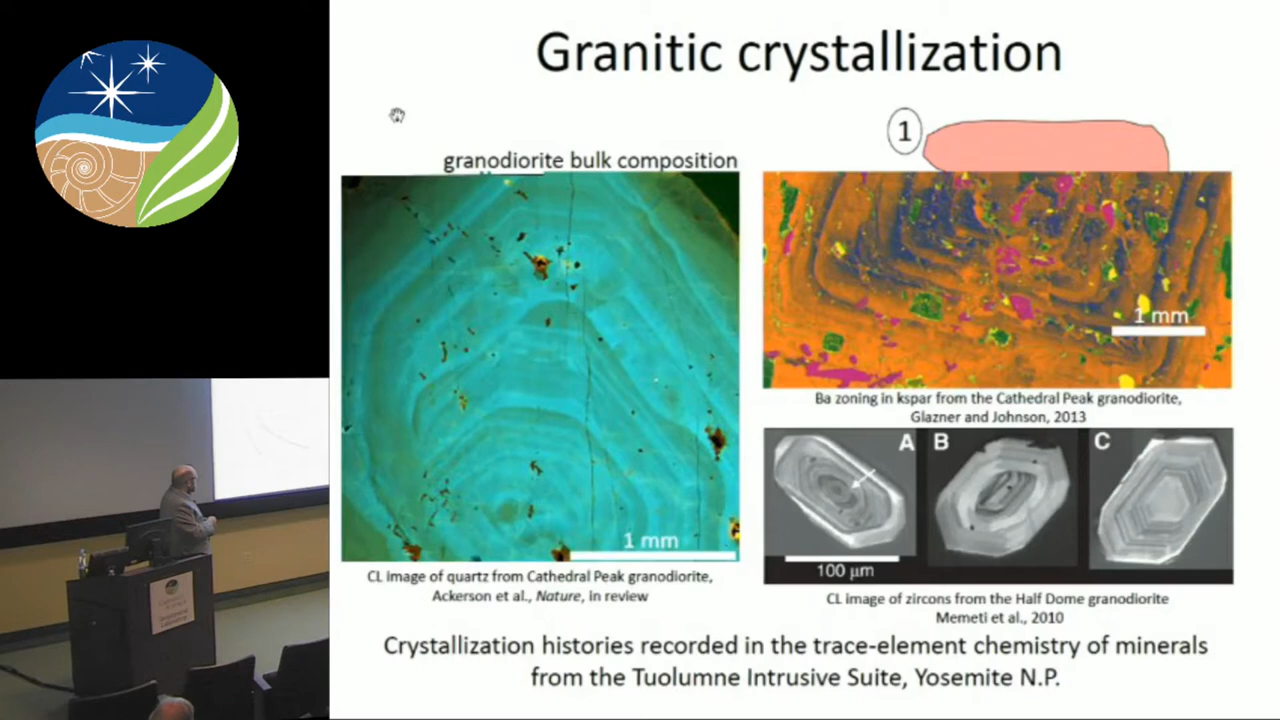 Granitic crystallization
1
granodiorite bulk composition
1 mm
Ba zoning in kspar from the Cathedral Peak granodiorite,
Glazner and Johnson, 2013
A B C
1 mm
100 μm
CL image of quartz from Cathedral Peak granodiorite,
Ackerson et al., Nature, in review
CL image of zircons from the Half Dome granodiorite
Memeti et al., 2010
Crystallization histories recorded in the trace-element chemistry of minerals
from the Tuolumne Intrusive Suite, Yosemite N.P.